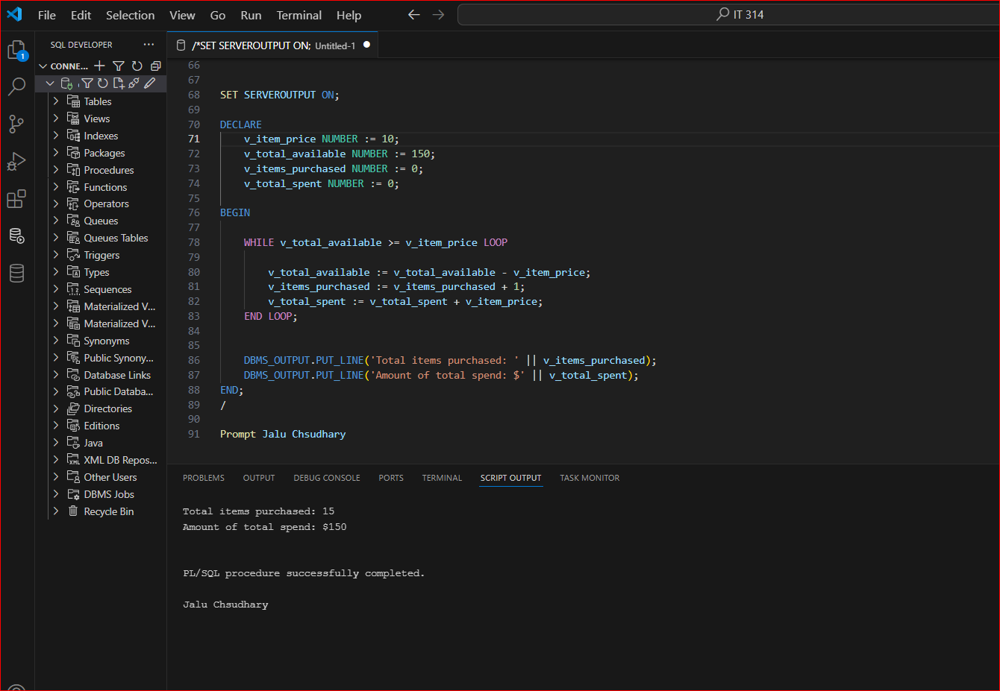 File Edit Selection View Go Run Terminal Help
IT 314
SQL DEVELOPER ...
/*SET SERVEROUTPUT ON; Untitled-1
1
CONNE...
Tables
Views
Indexes
Packages
Procedures
Functions
Operators
Queues
Queues Tables
Triggers
Types
Sequences
Materialized V...
Materialized V...
Synonyms
Public Synony...
Database Links
Public Databa...
Directories
Editions
Java
XML DB Repos...
Other Users
DBMS Jobs
Recycle Bin
66
67
68 SET SERVEROUTPUT ON;
69
70 DECLARE
71 v_item_price NUMBER := 10;
72 v_total_available NUMBER := 150;
73 v_items_purchased NUMBER := 0;
74 v_total_spent NUMBER := 0;
75
76 BEGIN
77
78 WHILE v_total_available >= v_item_price LOOP
79
80 v_total_available := v_total_available - v_item_price;
81 v_items_purchased := v_items_purchased + 1;
82 v_total_spent := v_total_spent + v_item_price;
83 END LOOP;
84
85
86 DBMS_OUTPUT.PUT_LINE('Total items purchased: ' || v_items_purchased);
87 DBMS_OUTPUT.PUT_LINE('Amount of total spend: $' || v_total_spent);
88 END;
89 /
90
91 Prompt Jalu Chsudhary
PROBLEMS OUTPUT DEBUG CONSOLE PORTS TERMINAL SCRIPT OUTPUT TASK MONITOR
Total items purchased: 15
Amount of total spend: $150
PL/SQL procedure successfully completed.
Jalu Chsudhary